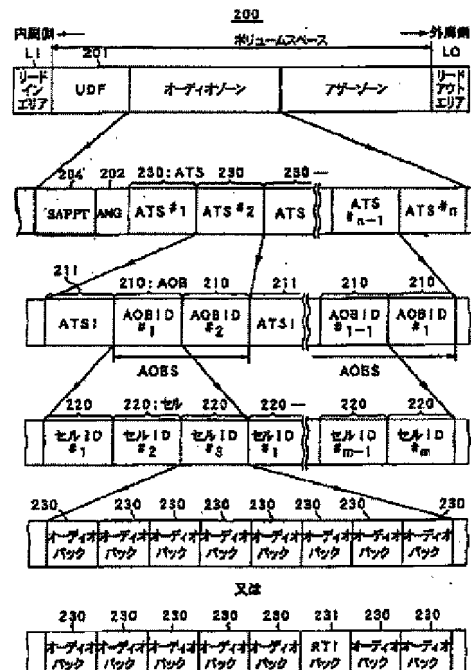 200
内周側 ← → 外周側
ボリュームスペース
LI 201 LO
リードインエリア UDF オーディオゾーン アザーゾーン リードアウトエリア
204 202 230:ATS 230 230
SAPPT ANG ATS#1 ATS#2 ATS ATS#n-1 ATS#n
211 210:AOB 210 211 210 210
ATSI AOBID#1 AOBID#2 ATSI AOBID#1-1 AOBID#1
AOBS AOBS
220 220:セル 220 220 220 220
セルID#1 セルID#2 セルID#3 セルID#1 セルID#m-1 セルID#m
230 230 230 230 230 230 230 230
オーディオパック オーディオパック オーディオパック オーディオパック オーディオパック オーディオパック オーディオパック オーディオパック
又は
230 230 230 230 230 231 230 230
オーディオパック オーディオパック オーディオパック オーディオパック オーディオパック RTIパック オーディオパック オーディオパック